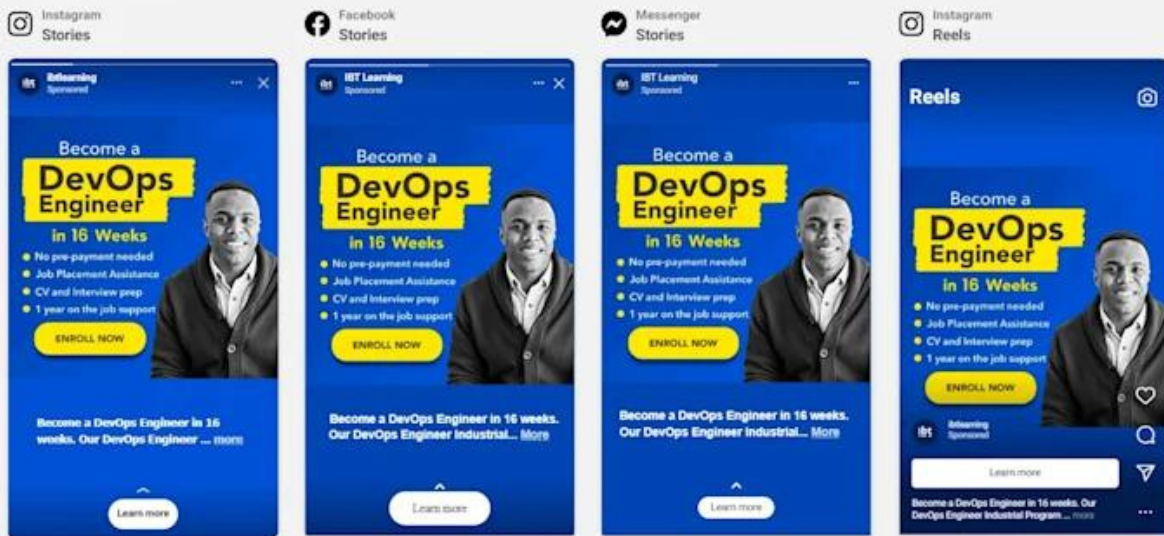 Instagram
Stories
ibtlearning
Sponsored
Become a
DevOps
Engineer
in 16 Weeks
No pre-payment needed
Job Placement Assistance
CV and Interview prep
1 year on the job support
ENROLL NOW
Become a DevOps Engineer in 16
weeks. Our DevOps Engineer ... more
Learn more
Facebook
Stories
ibt
IBT Learning
Sponsored
Become a
DevOps
Engineer
in 16 Weeks
No pre-payment needed
Job Placement Assistance
CV and Interview prep
1 year on the job support
ENROLL NOW
Become a DevOps Engineer in 16 weeks.
Our DevOps Engineer Industrial... More
Learn more
Messenger
Stories
ibt
IBT Learning
Sponsored
Become a
DevOps
Engineer
in 16 Weeks
No pre-payment needed
Job Placement Assistance
CV and Interview prep
1 year on the job support
ENROLL NOW
Become a DevOps Engineer in 16 weeks.
Our DevOps Engineer Industrial... More
Learn more
Instagram
Reels
Reels
Become a
DevOps
Engineer
in 16 Weeks
No pre-payment needed
Job Placement Assistance
CV and Interview prep
1 year on the job support
ENROLL NOW
ibt
ibtlearning
Sponsored
Learn more
Become a DevOps Engineer in 16 weeks. Our
DevOps Engineer Industrial Program ... more